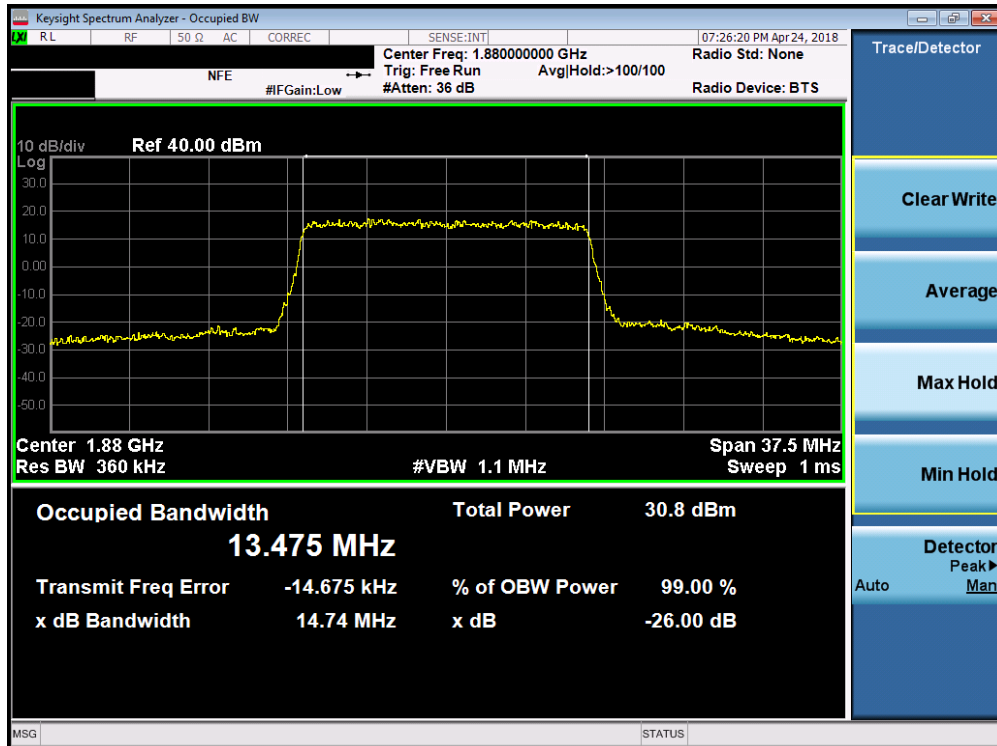 Keysight Spectrum Analyzer - Occupied BW
LXI RL RF 50 Ω AC CORREC SENSE:INT 07:26:20 PM Apr 24, 2018
Center Freq: 1.880000000 GHz Radio Std: None
NFE Trig: Free Run Avg|Hold:>100/100
#IFGain:Low #Atten: 36 dB Radio Device: BTS
Trace/Detector
10 dB/div Ref 40.00 dBm
Log
30.0
20.0
10.0
0.00
-10.0
-20.0
-30.0
-40.0
-50.0
Center 1.88 GHz Span 37.5 MHz
Res BW 360 kHz #VBW 1.1 MHz Sweep 1 ms
Clear Write
Average
Max Hold
Min Hold
Detector
Peak▶
Auto Man
Occupied Bandwidth Total Power 30.8 dBm
13.475 MHz
Transmit Freq Error -14.675 kHz % of OBW Power 99.00 %
x dB Bandwidth 14.74 MHz x dB -26.00 dB
MSG STATUS